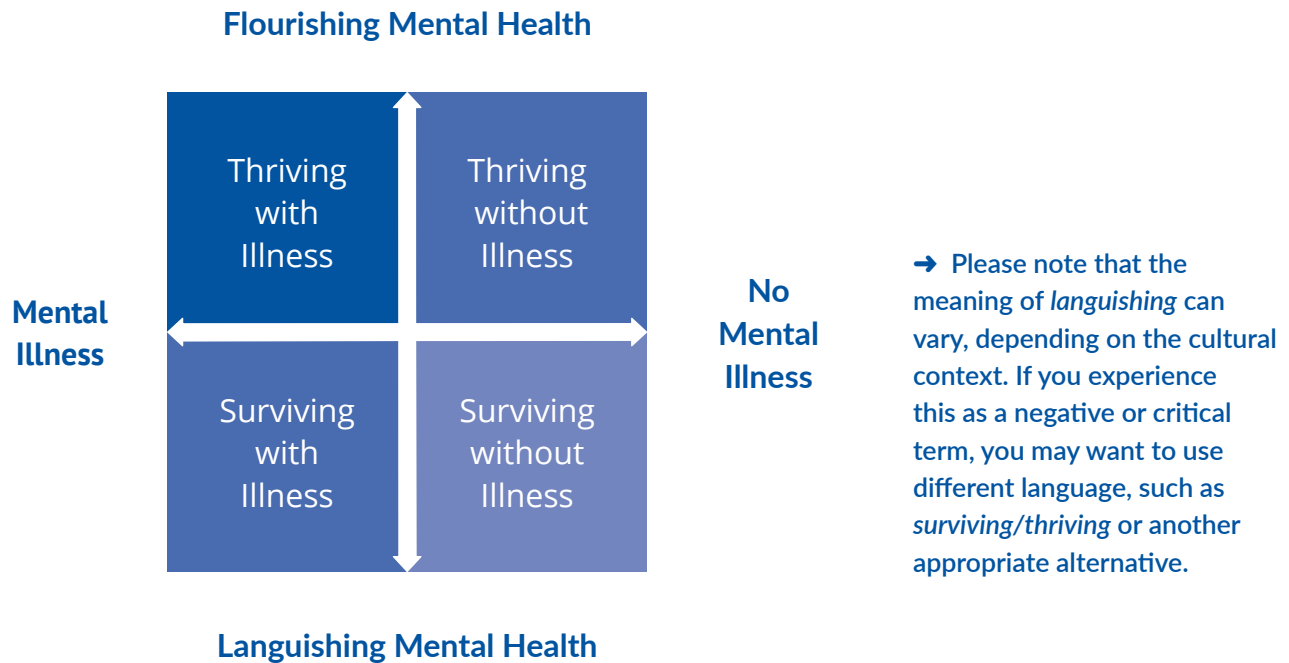 Flourishing Mental Health
Thriving
with
Illness
Thriving
without
Illness
Mental
Illness
No
Mental
Illness
Surviving
with
Illness
Surviving
without
Illness
Languishing Mental Health
➜ Please note that the
meaning of languishing can
vary, depending on the cultural
context. If you experience
this as a negative or critical
term, you may want to use
different language, such as
surviving/thriving or another
appropriate alternative.